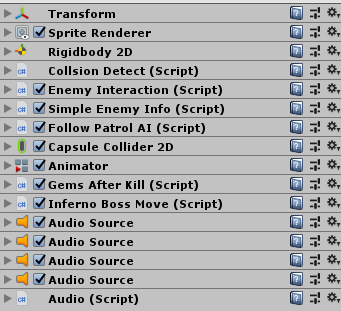 Transform
Sprite Renderer
Rigidbody 2D
Collsion Detect (Script)
Enemy Interaction (Script)
Simple Enemy Info (Script)
Follow Patrol AI (Script)
Capsule Collider 2D
Animator
Gems After Kill (Script)
Inferno Boss Move (Script)
Audio Source
Audio Source
Audio Source
Audio Source
Audio (Script)